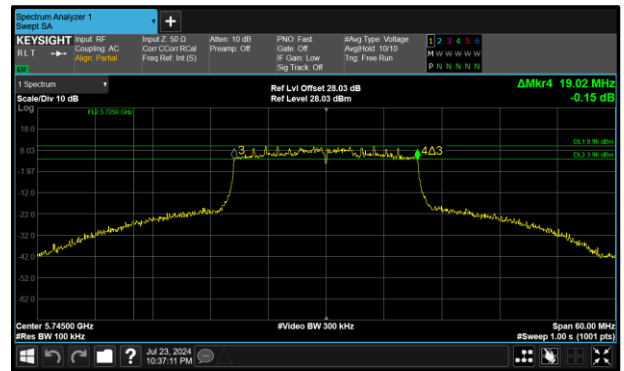 Spectrum Analyzer 1
Swept SA
+
KEYSIGHT Input: RF Input Z: 50 Ω Atten: 10 dB PNO: Fast #Avg Type: Voltage 1 2 3 4 5 6
RLT Coupling: AC Corr CCorr RCal Preamp: Off Gate: Off Avg|Hold: 10/10 M W W W W W
Align: Partial Freq Ref: Int (S) IF Gain: Low Trig: Free Run
Sig Track: Off P N N N N N
1 Spectrum Ref Lvl Offset 28.03 dB ΔMkr4 19.02 MHz
Scale/Div 10 dB Ref Level 28.03 dBm -0.15 dB
Log FL2 5.7250 GHz
18.0
DL1 9.96 dBm
8.03 3 4Δ3
DL2 3.96 dBm
-1.97
-12.0
-22.0
-32.0
-42.0
-52.0
-62.0
Center 5.74500 GHz #Video BW 300 kHz Span 60.00 MHz
#Res BW 100 kHz #Sweep 1.00 s (1001 pts)
? Jul 23, 2024
10:37:11 PM